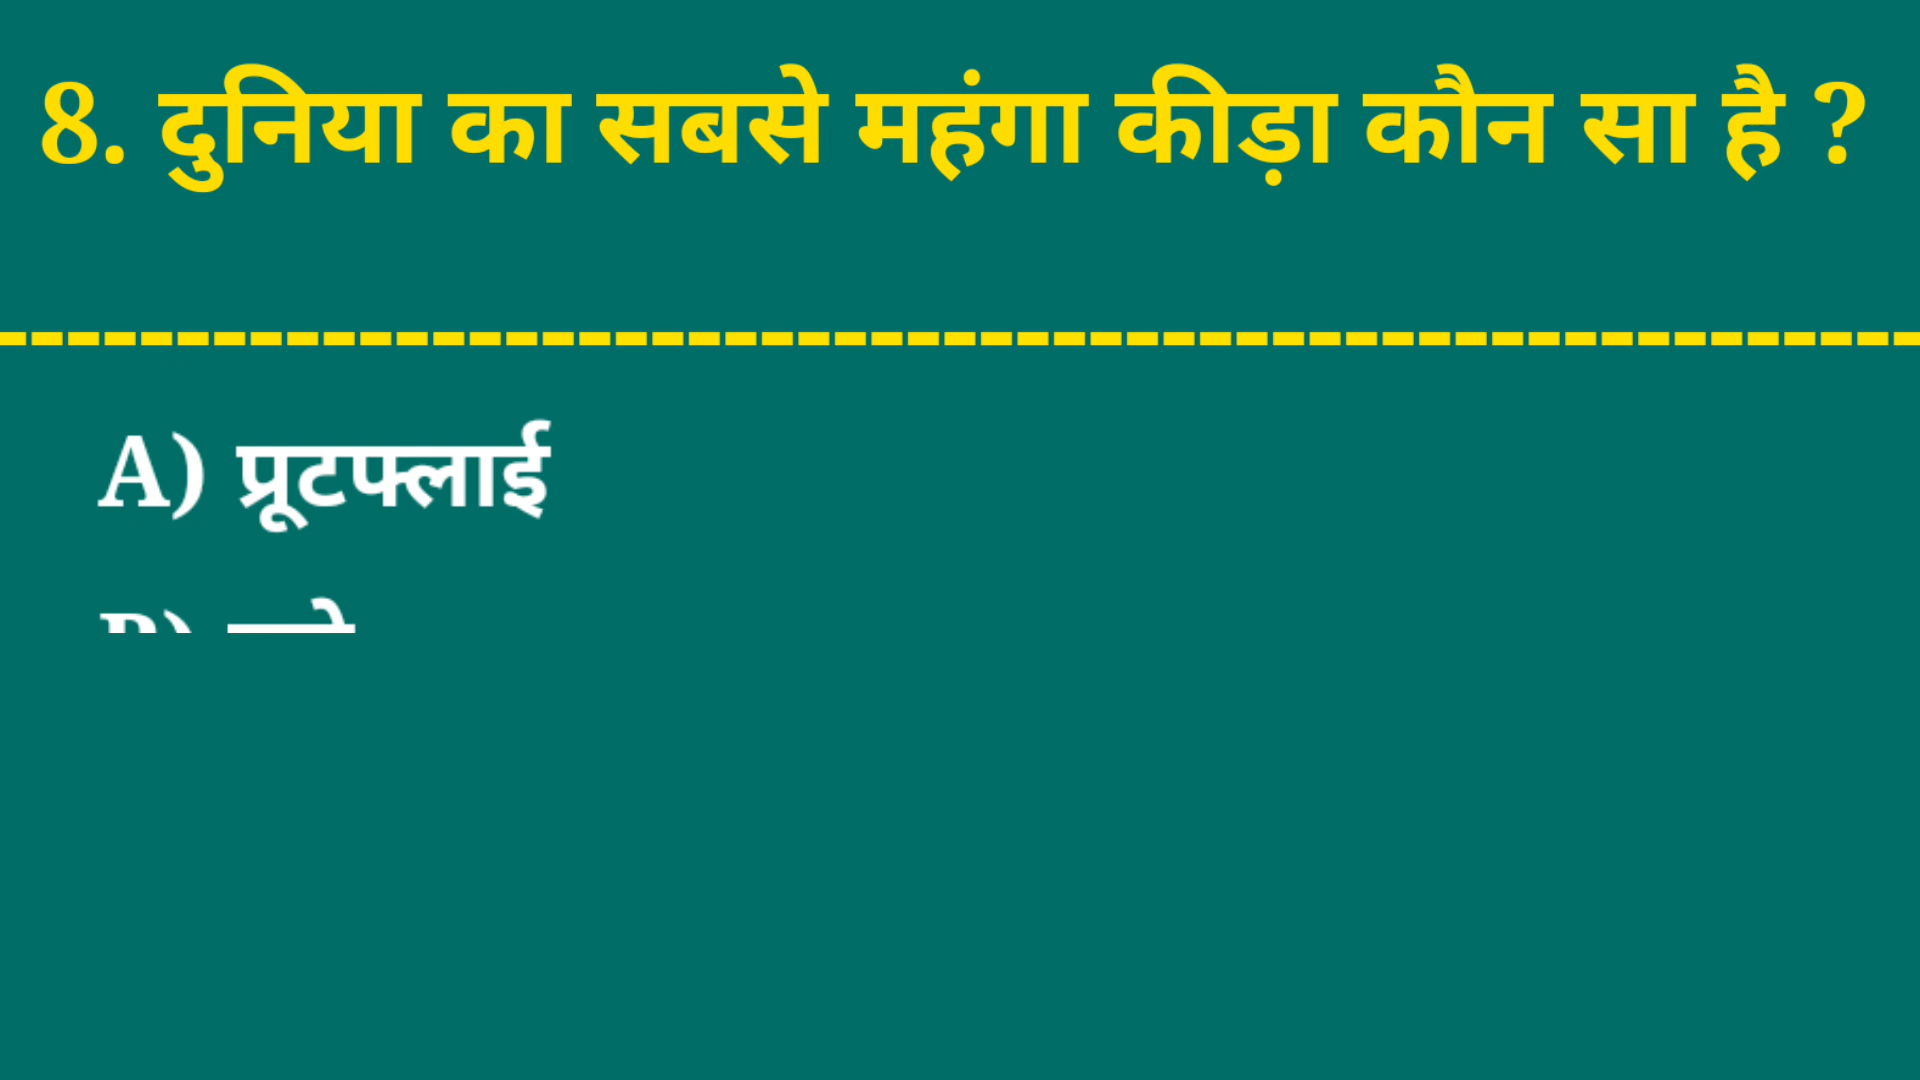 8. दुनिया का सबसे महंगा कीड़ा कौन सा है ?
A) प्रूटफ्लाई
B)